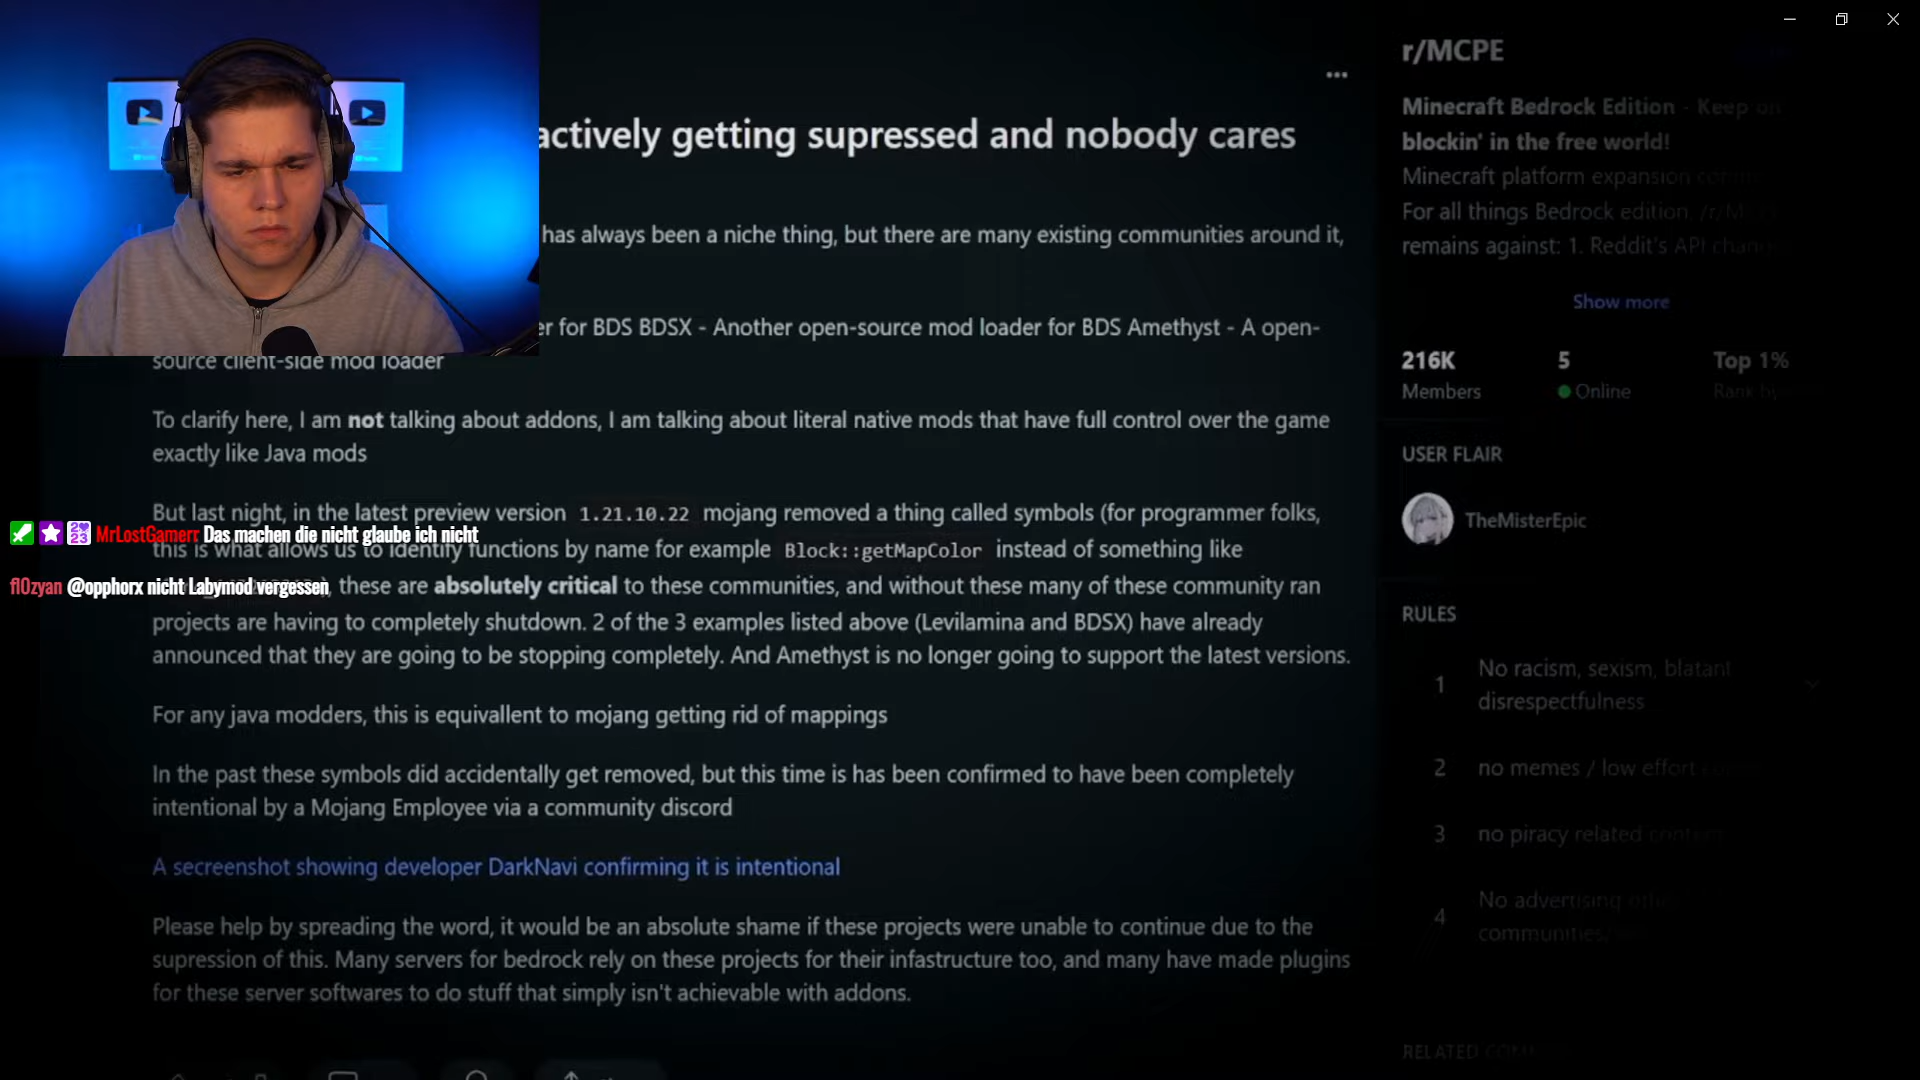 r/MCPE
actively getting supressed and nobody cares
Minecraft Bedrock Edition - Keep on
blockin' in the free world!
Minecraft platform expansion
For all things Bedrock edition.
remains against: 1. Reddit's API
has always been a niche thing, but there are many existing communities around it,
Show more
er for BDS BDSX - Another open-source mod loader for BDS Amethyst - A open-
source client-side mod loader
216K
5
Top 1%
Members
Online
Rank
To clarify here, I am not talking about addons, I am talking about literal native mods that have full control over the game
exactly like Java mods
USER FLAIR
TheMisterEpic
But last night, in the latest preview version 1.21.10.22 mojang removed a thing called symbols (for programmer folks,
MrLostGamerr Das machen die nicht glaube ich nicht
this is what allows us to identify functions by name for example Block::getMapColor instead of something like
fl0zyan @opphorx nicht Labymod vergessen
), these are absolutely critical to these communities, and without these many of these community ran
projects are having to completely shutdown. 2 of the 3 examples listed above (Levilamina and BDSX) have already
announced that they are going to be stopping completely. And Amethyst is no longer going to support the latest versions.
For any java modders, this is equivallent to mojang getting rid of mappings
In the past these symbols did accidentally get removed, but this time is has been confirmed to have been completely
intentional by a Mojang Employee via a community discord
A secreenshot showing developer DarkNavi confirming it is intentional
Please help by spreading the word, it would be an absolute shame if these projects were unable to continue due to the
supression of this. Many servers for bedrock rely on these projects for their infastructure too, and many have made plugins
for these server softwares to do stuff that simply isn't achievable with addons.
RULES
1
No racism, sexism, blatant
disrespectfulness
2
no memes / low effort
3
no piracy related content
4
No advertising
communities
RELATED